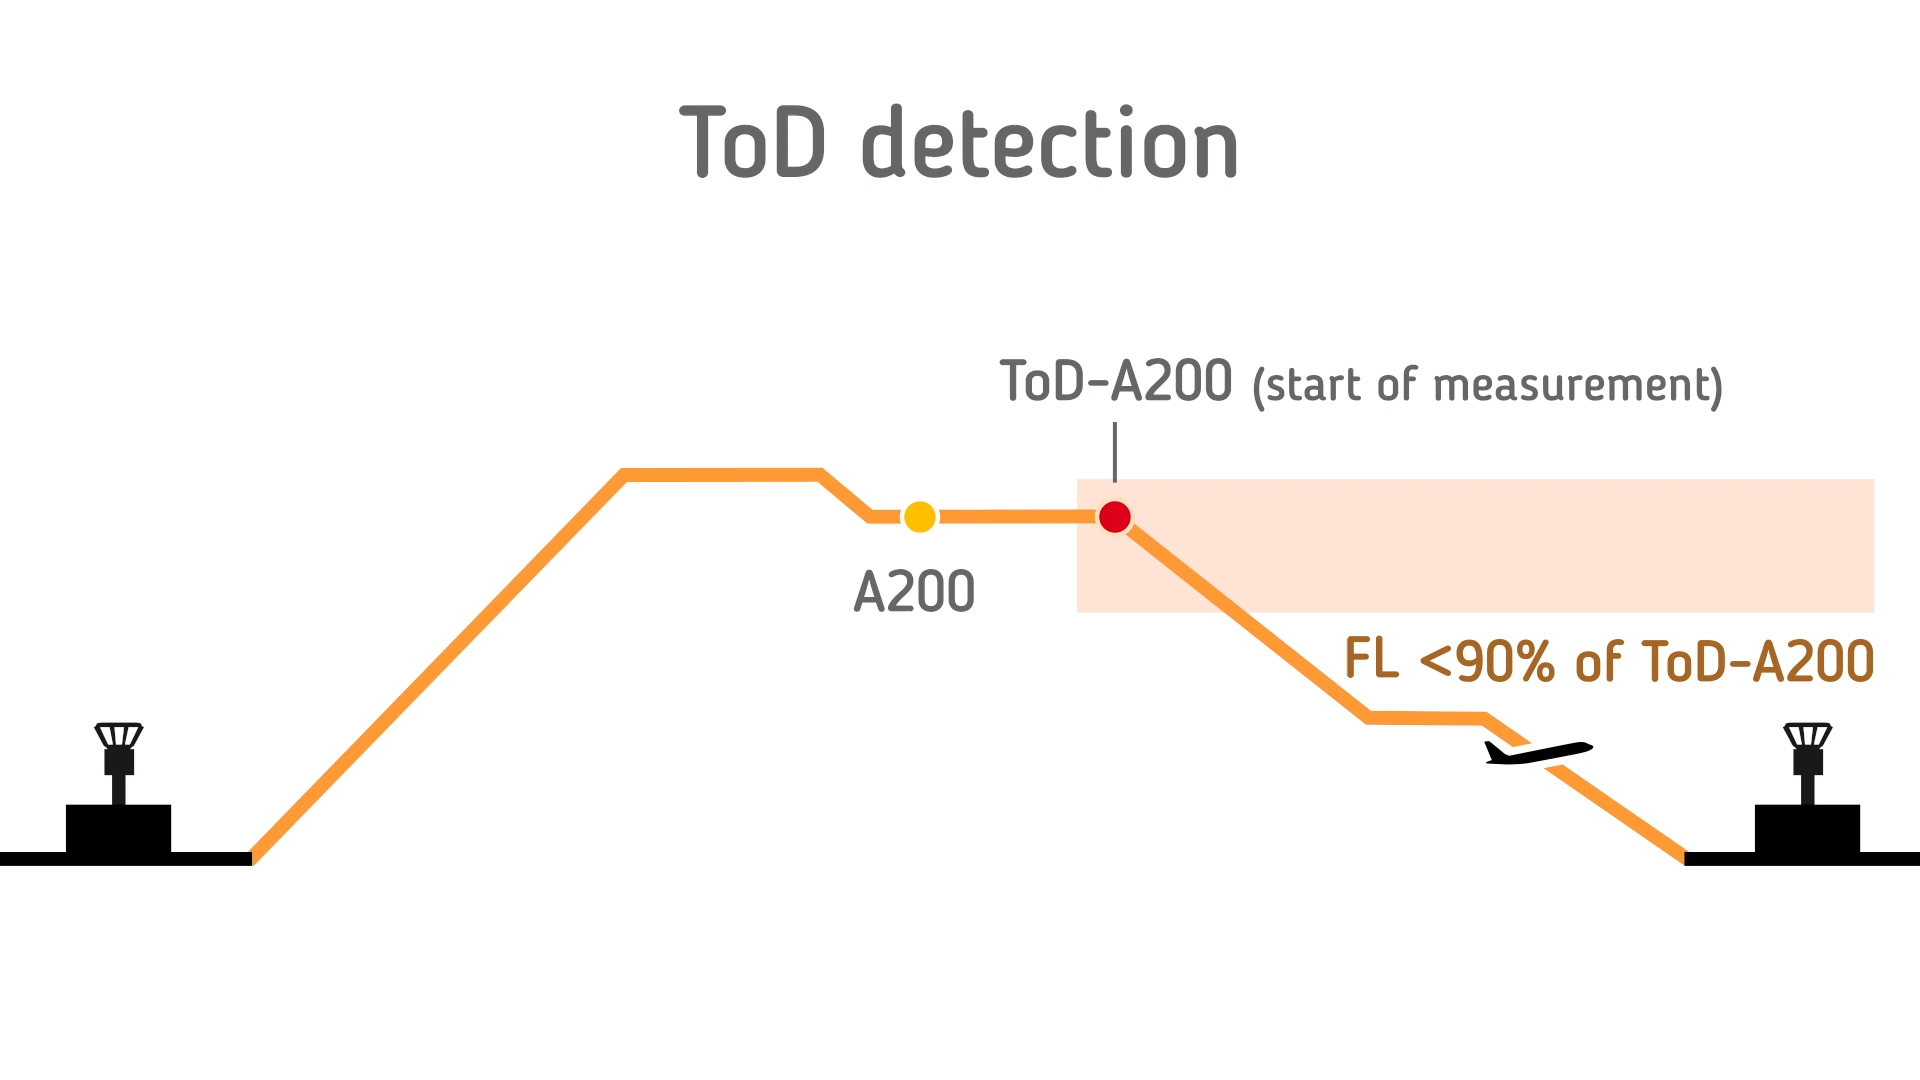 ToD detection
ToD-A200 (start of measurement)
A200
FL <90% of ToD-A200